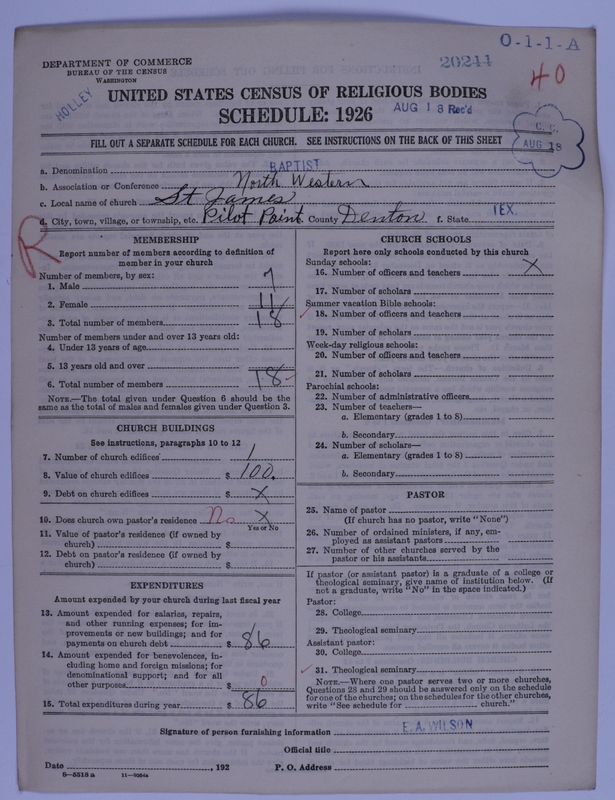 O-1-1-A
DEPARTMENT OF COMMERCE
BUREAU OF THE CENSUS
WASHINGTON
20244
40
HOLLEY
UNITED STATES CENSUS OF RELIGIOUS BODIES
SCHEDULE: 1926
AUG 18 Rec'd
C. C.
AUG 18
FILL OUT A SEPARATE SCHEDULE FOR EACH CHURCH. SEE INSTRUCTIONS ON THE BACK OF THIS SHEET
a. Denomination BAPTIST
b. Association or Conference North Western
c. Local name of church St James
d. City, town, village, or township, etc. Pilot Point County Denton f. State TEX.
R
MEMBERSHIP
Report number of members according to definition of
member in your church
Number of members, by sex:
1. Male 7
2. Female 11
3. Total number of members 18
Number of members under and over 13 years old:
4. Under 13 years of age
5. 13 years old and over
6. Total number of members 18
NOTE.—The total given under Question 6 should be the
same as the total of males and females given under Question 3.
CHURCH BUILDINGS
See instructions, paragraphs 10 to 12
7. Number of church edifices 1
8. Value of church edifices $ 100.
9. Debt on church edifices $ X
10. Does church own pastor's residence No X
Yes or No
11. Value of pastor's residence (if owned by
church) $
12. Debt on pastor's residence (if owned by
church) $
EXPENDITURES
Amount expended by your church during last fiscal year
13. Amount expended for salaries, repairs,
and other running expenses; for im-
provements or new buildings; and for
payments on church debt $ 86
14. Amount expended for benevolences, in-
cluding home and foreign missions; for
denominational support; and for all
other purposes $ 0
15. Total expenditures during year $ 86
CHURCH SCHOOLS
Report here only schools conducted by this church
Sunday schools:
16. Number of officers and teachers X
17. Number of scholars
Summer vacation Bible schools:
18. Number of officers and teachers
19. Number of scholars
Week-day religious schools:
20. Number of officers and teachers
21. Number of scholars
Parochial schools:
22. Number of administrative officers
23. Number of teachers—
a. Elementary (grades 1 to 8)
b. Secondary
24. Number of scholars—
a. Elementary (grades 1 to 8)
b. Secondary
PASTOR
25. Name of pastor
(If church has no pastor, write "None")
26. Number of ordained ministers, if any, em-
ployed as assistant pastors
27. Number of other churches served by the
pastor or his assistants
If pastor (or assistant pastor) is a graduate of a college or
theological seminary, give name of institution below. (If
not a graduate, write "No" in the space indicated.)
Pastor:
28. College
29. Theological seminary
Assistant pastor:
30. College
31. Theological seminary
NOTE.—Where one pastor serves two or more churches,
Questions 28 and 29 should be answered only on the schedule
for one of the churches; on the schedules for the other churches,
write "See schedule for church."
Signature of person furnishing information E. A. WILSON
Official title
Date , 192 P. O. Address
8—5513 a